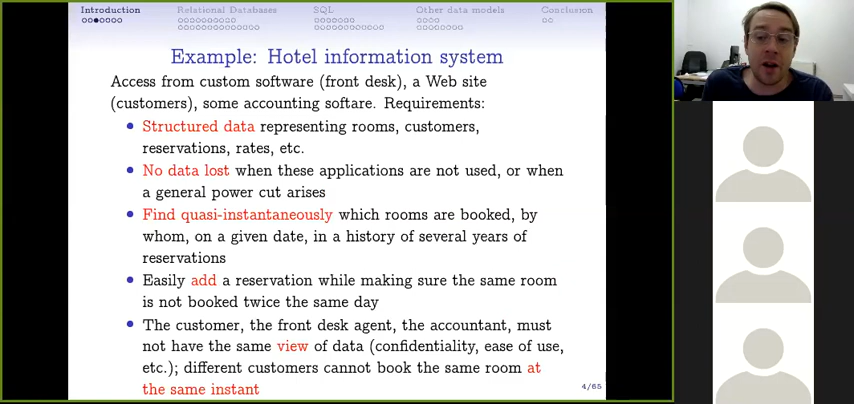 Introduction Relational Databases SQL Other data models Conclusion
Example: Hotel information system
Access from custom software (front desk), a Web site
(customers), some accounting softare. Requirements:
Structured data representing rooms, customers,
reservations, rates, etc.
No data lost when these applications are not used, or when
a general power cut arises
Find quasi-instantaneously which rooms are booked, by
whom, on a given date, in a history of several years of
reservations
Easily add a reservation while making sure the same room
is not booked twice the same day
The customer, the front desk agent, the accountant, must
not have the same view of data (confidentiality, ease of use,
etc.); different customers cannot book the same room at
the same instant
4/65